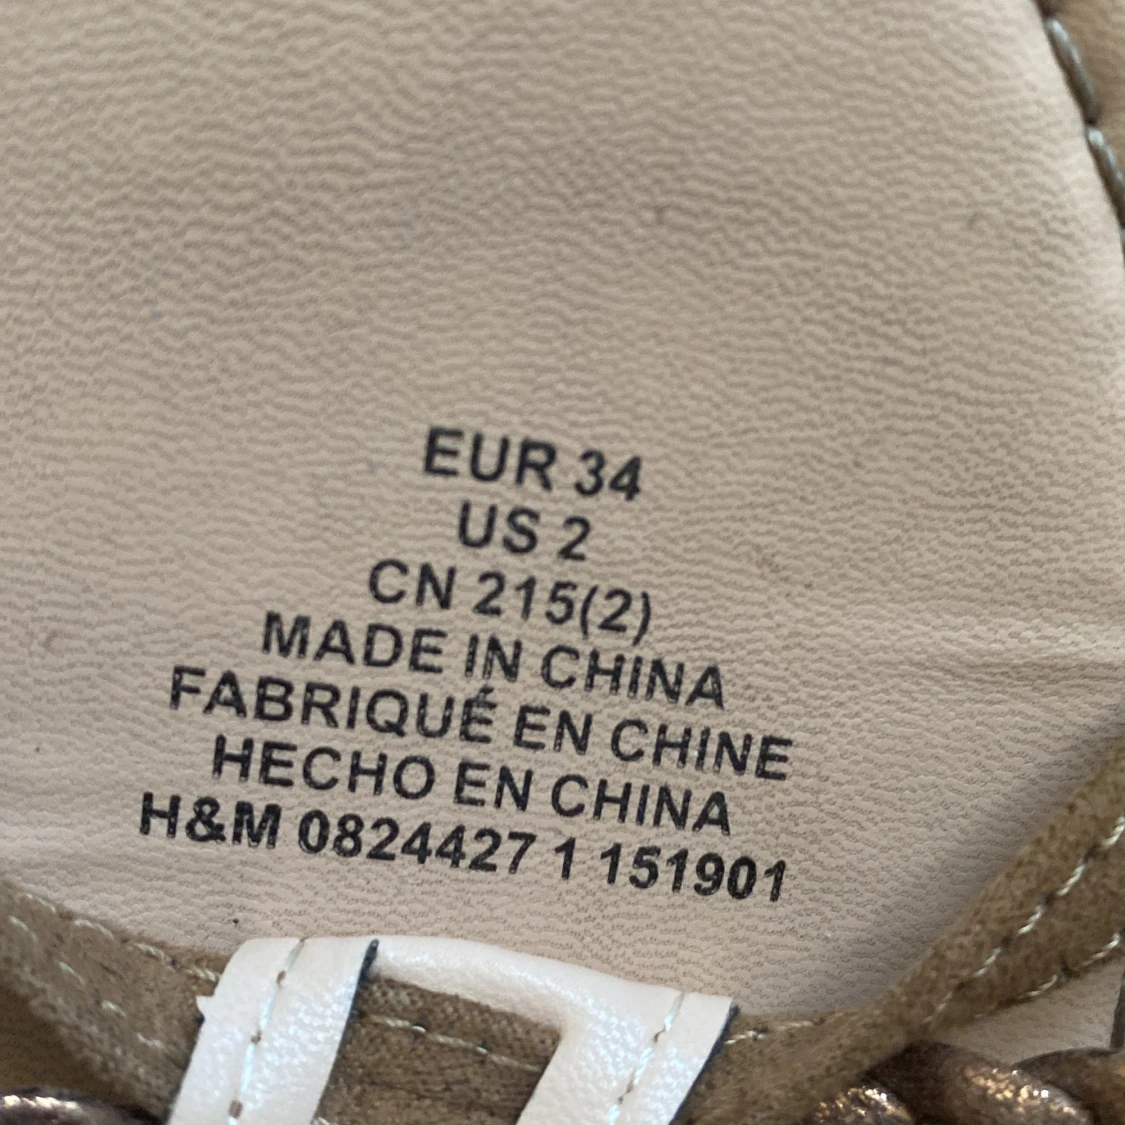 EUR 34
US 2
CN 215(2)
MADE IN CHINA
FABRIQUÉ EN CHINE
HECHO EN CHINA
H&M 0824427 1 151901